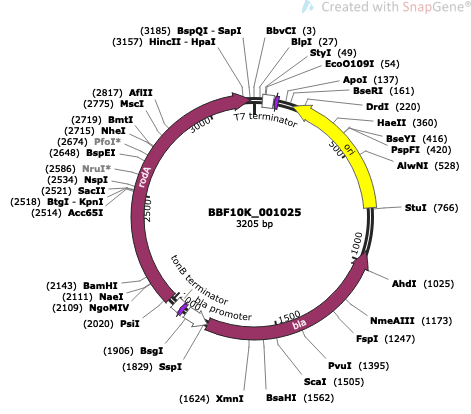 Created with SnapGene®
(3185) BspQI - SapI
(3157) HincII - HpaI
BbvCI (3)
BlpI (27)
StyI (49)
EcoO109I (54)
ApoI (137)
BseRI (161)
DrdI (220)
HaeII (360)
BseYI (416)
PspFI (420)
AlwNI (528)
StuI (766)
AhdI (1025)
NmeAIII (1173)
FspI (1247)
PvuI (1395)
ScaI (1505)
BsaHI (1562)
(1624) XmnI
(1829) SspI
(1906) BsgI
(2020) PsiI
(2109) NgoMIV
(2111) NaeI
(2143) BamHI
(2514) Acc65I
(2518) BtgI - KpnI
(2521) SacII
(2534) NspI
(2586) NruI*
(2648) BspEI
(2674) PfoI*
(2715) NheI
(2719) BmtI
(2775) MscI
(2817) AflII
T7 terminator
ori
500
1000
1500
bla
bla promoter
tonB terminator
2500
rodA
3000
BBF10K_001025
3205 bp